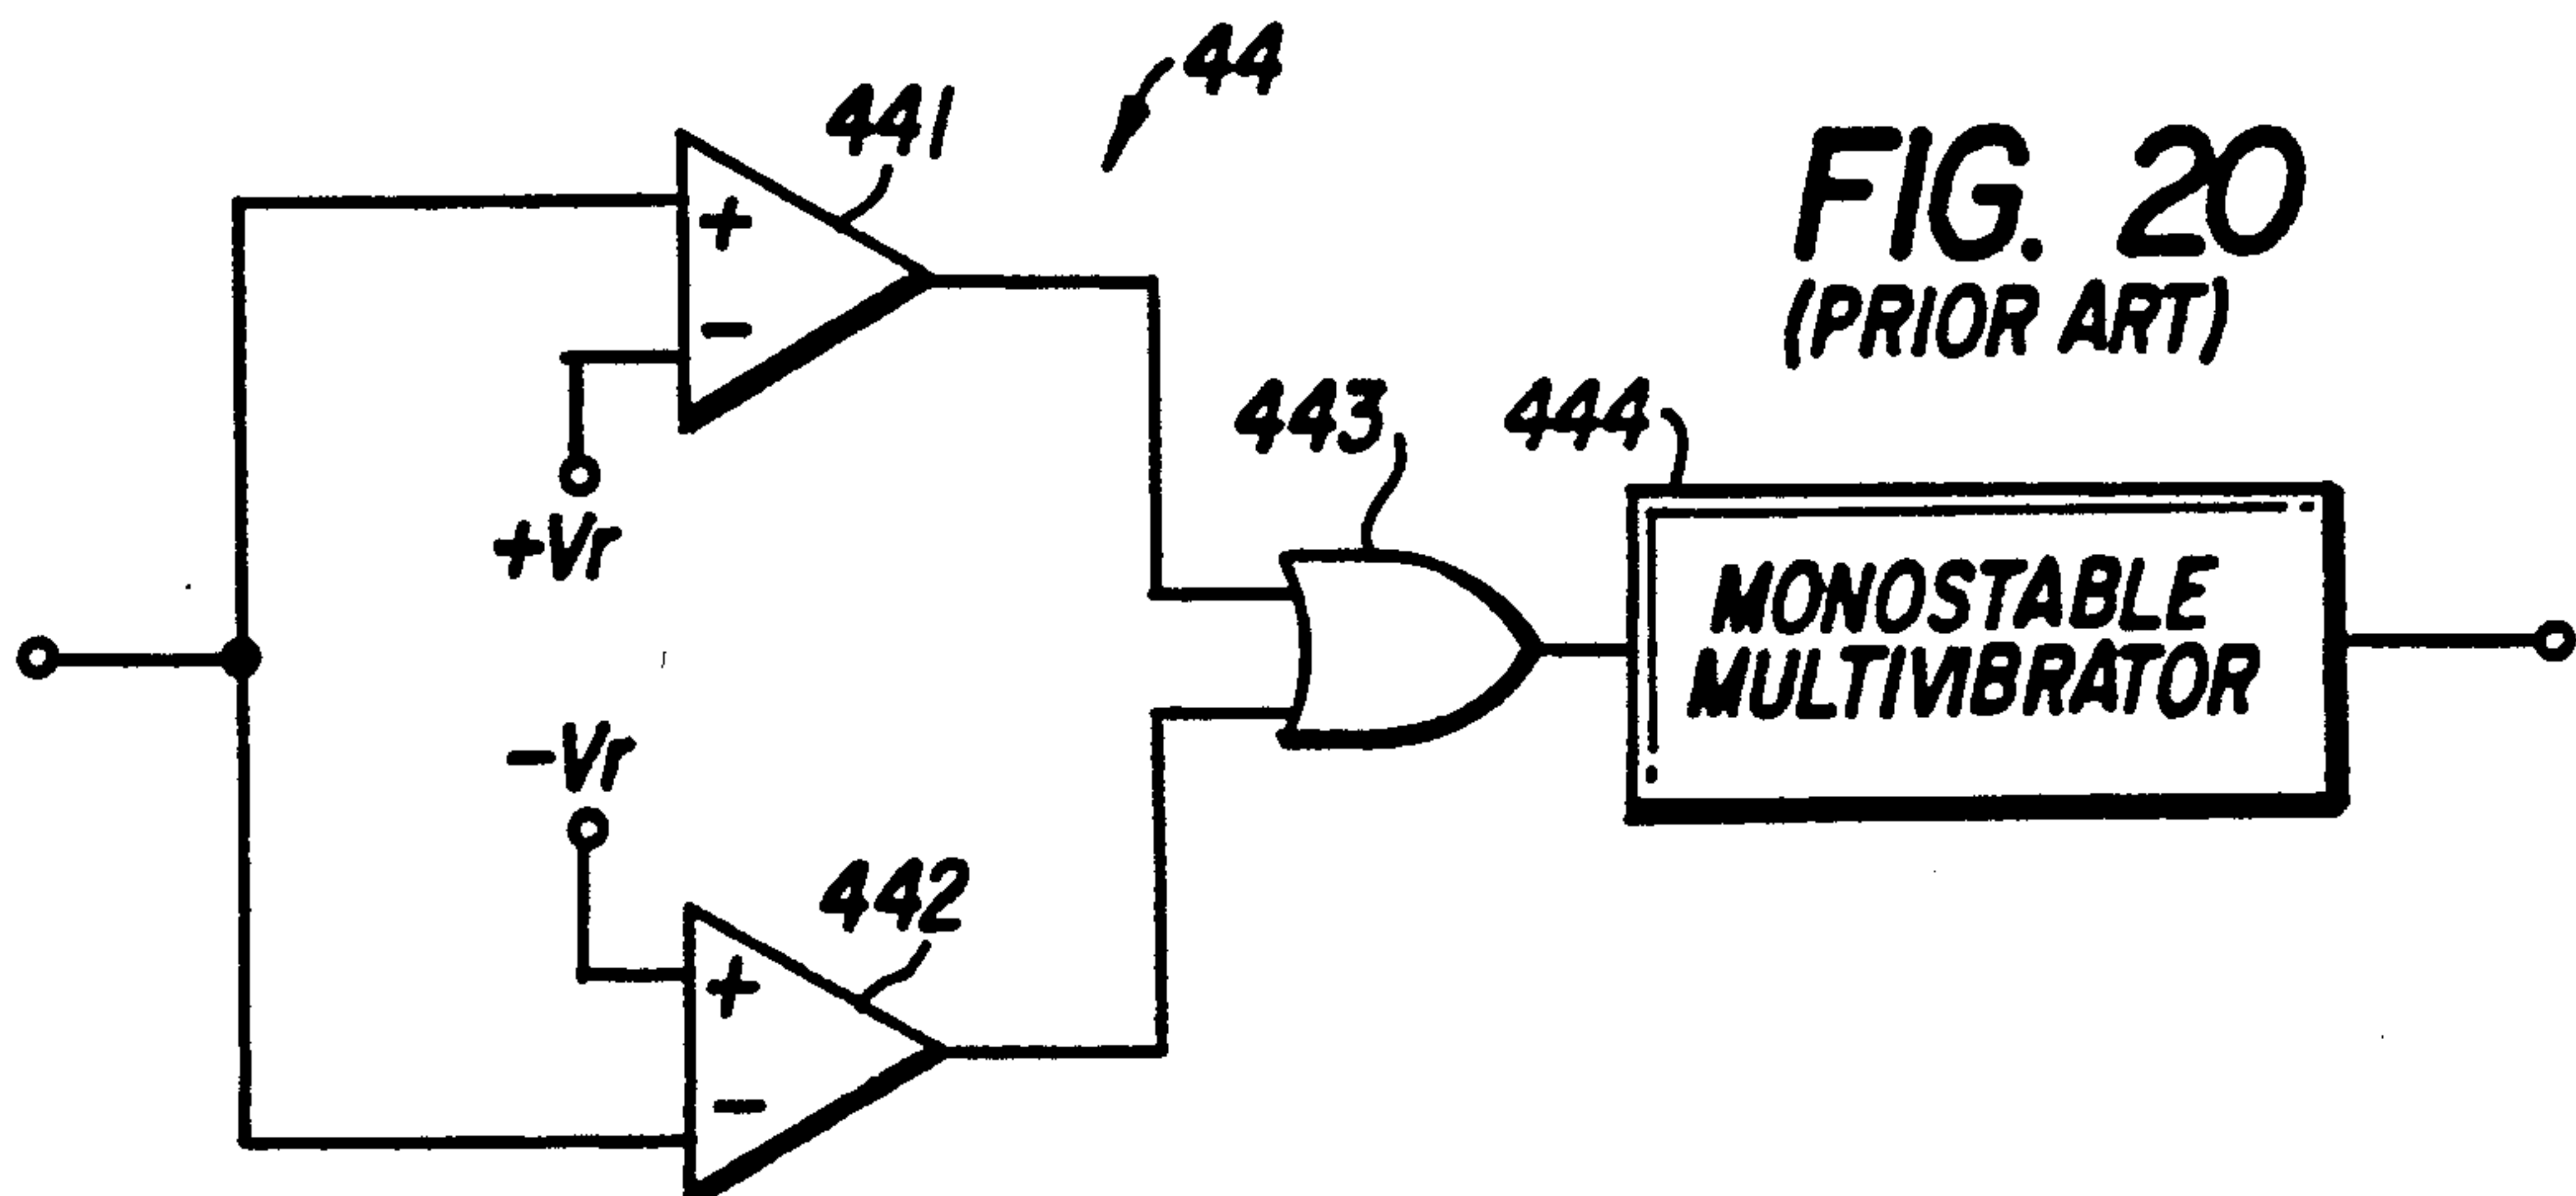 44
441
FIG. 20
(PRIOR ART)
+
-
+Vr
443
444
MONOSTABLE
MULTIVIBRATOR
-Vr
442
+
-